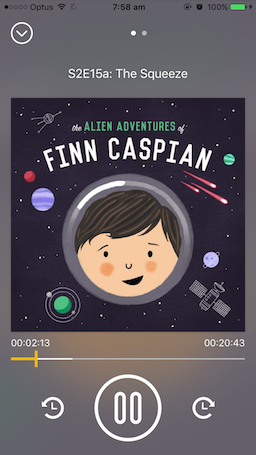 Optus
7:58 am
100%
S2E15a: The Squeeze
the ALIEN ADVENTURES of
FINN CASPIAN
00:02:13
00:20:43